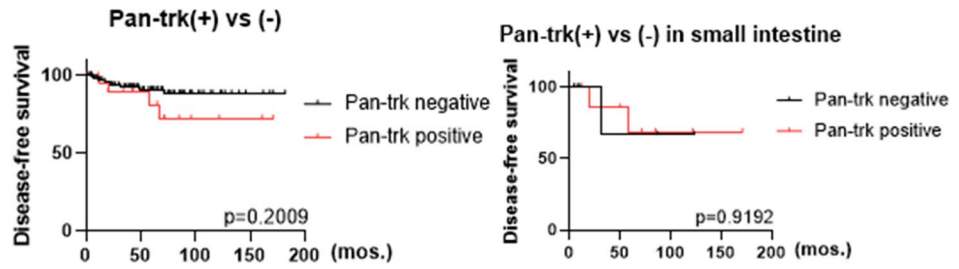 Pan-trk(+) vs (-)
Disease-free survival
100
50
0
0 50 100 150 200 (mos.)
p=0.2009
Pan-trk negative
Pan-trk positive
Pan-trk(+) vs (-) in small intestine
Disease-free survival
100
50
0
0 50 100 150 200 (mos.)
p=0.9192
Pan-trk negative
Pan-trk positive